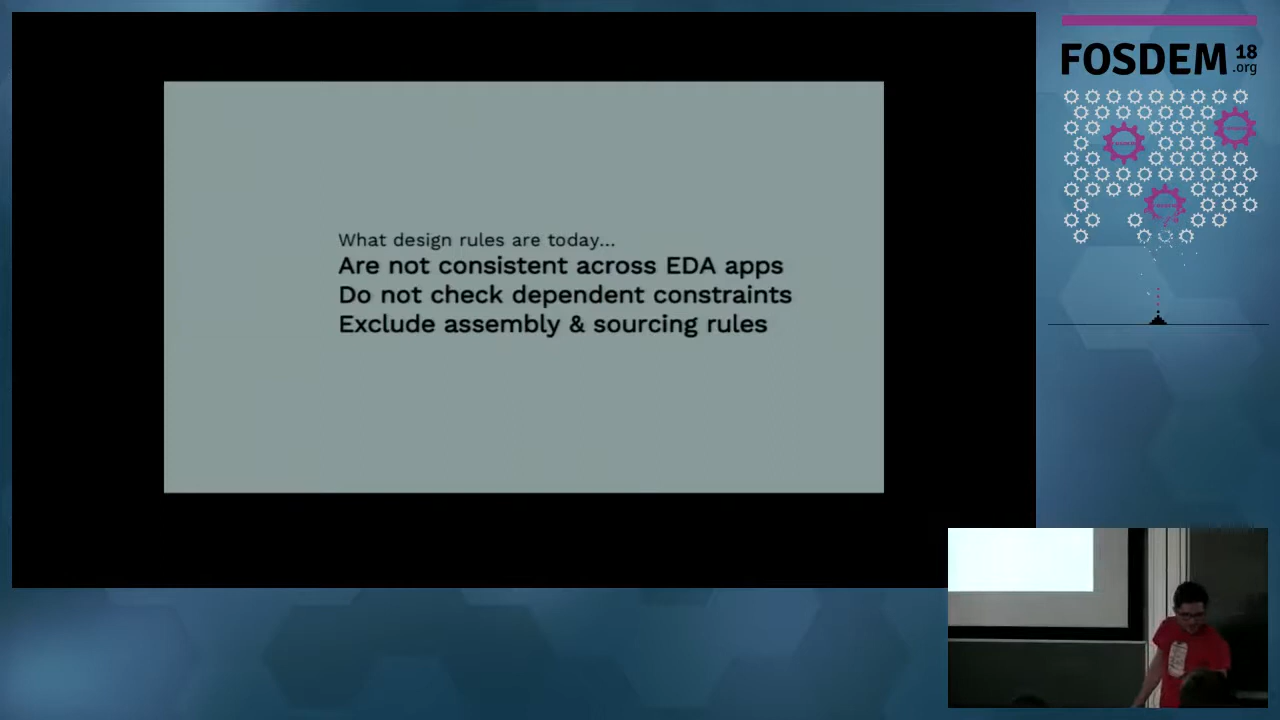 What design rules are today...
Are not consistent across EDA apps
Do not check dependent constraints
Exclude assembly & sourcing rules
FOSDEM 18
.org